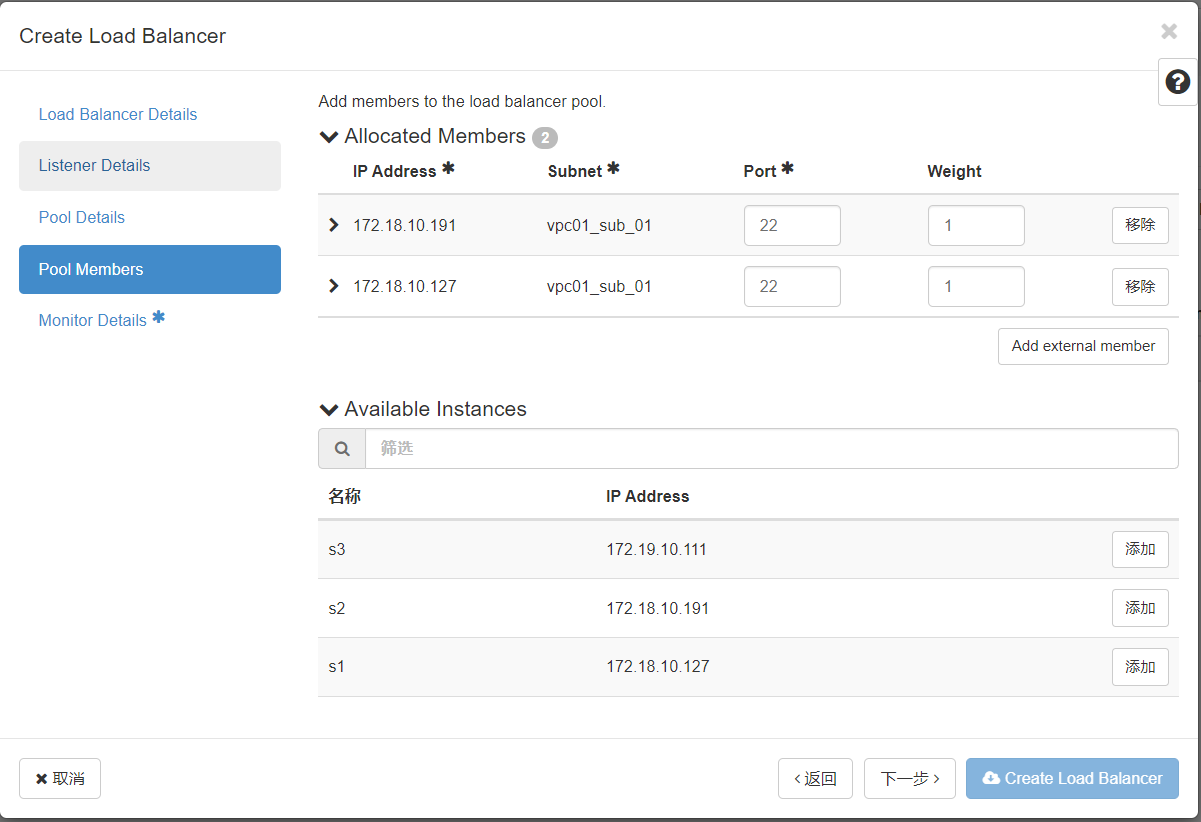 Create Load Balancer
Load Balancer Details
Listener Details
Pool Details
Pool Members
Monitor Details *
Add members to the load balancer pool.
Allocated Members 2
IP Address * Subnet * Port * Weight
172.18.10.191 vpc01_sub_01 22 1 移除
172.18.10.127 vpc01_sub_01 22 1 移除
Add external member
Available Instances
筛选
名称 IP Address
s3 172.19.10.111 添加
s2 172.18.10.191 添加
s1 172.18.10.127 添加
取消 返回 下一步 Create Load Balancer